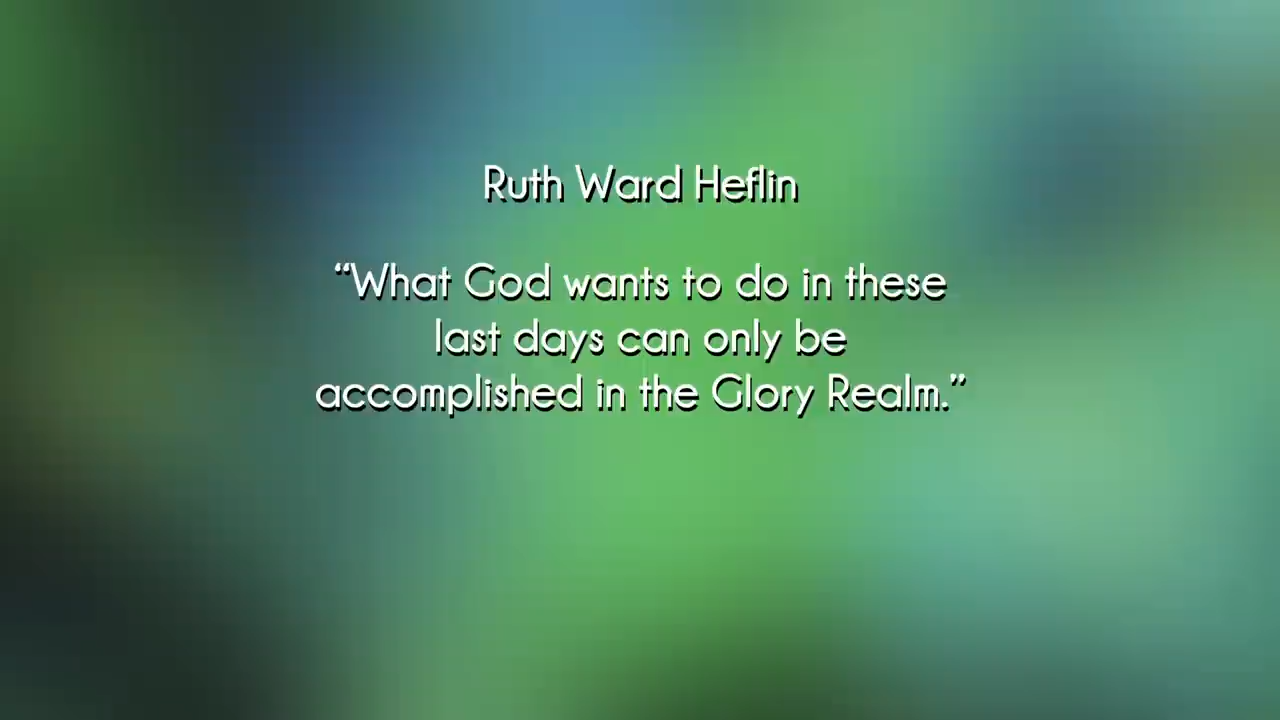 Ruth Ward Heflin
“What God wants to do in these
last days can only be
accomplished in the Glory Realm.”